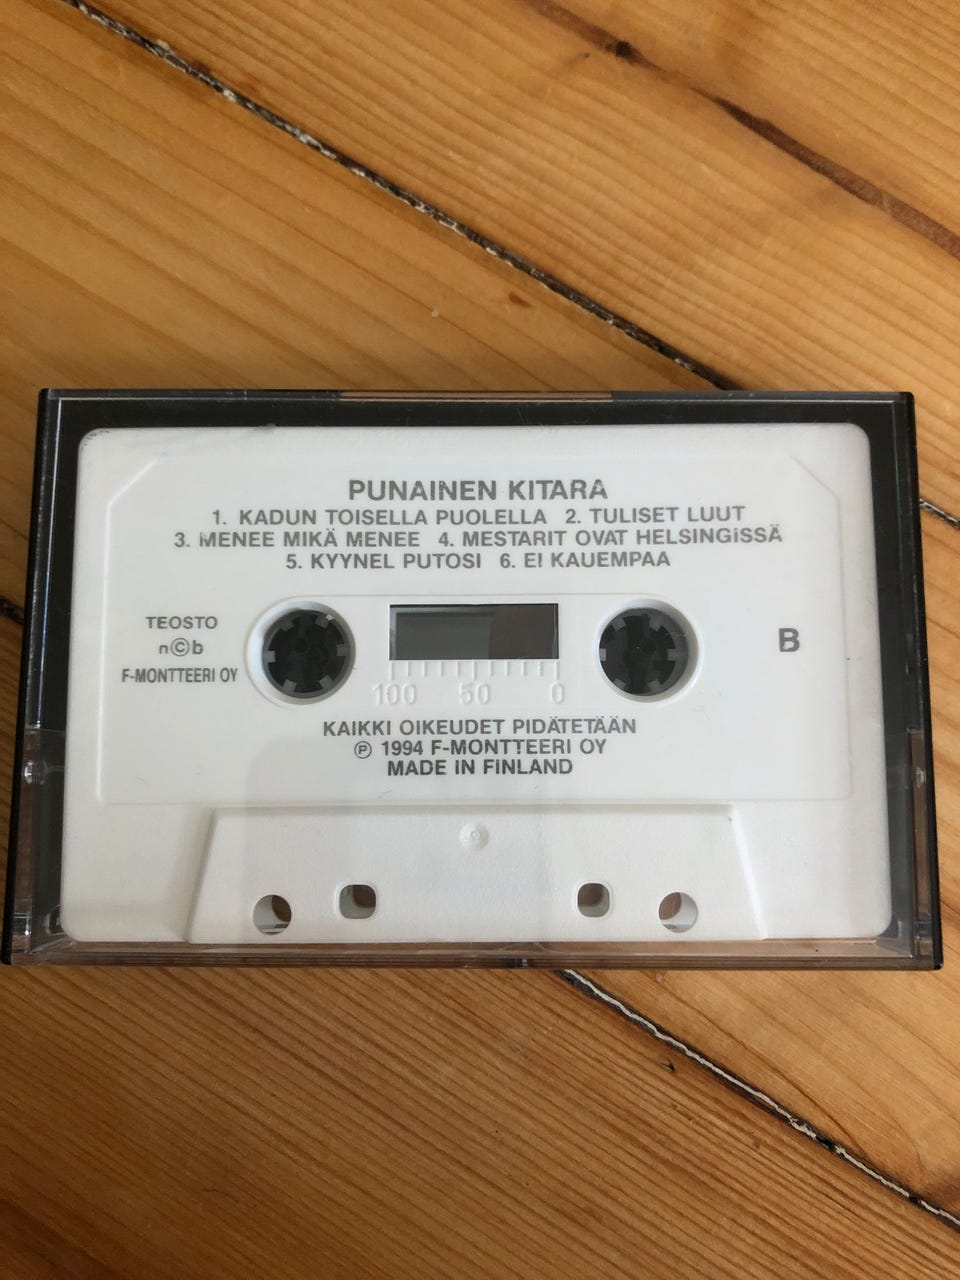 PUNAINEN KITARA
1. KADUN TOISELLA PUOLELLA 2. TULISET LUUT
3. MENEE MIKÄ MENEE 4. MESTARIT OVAT HELSINGISSÄ
5. KYYNEL PUTOSI 6. EI KAUEMPAA
TEOSTO
n©b
F-MONTTEERI OY
B
100 50 0
KAIKKI OIKEUDET PIDÄTETÄÄN
℗ 1994 F-MONTTEERI OY
MADE IN FINLAND